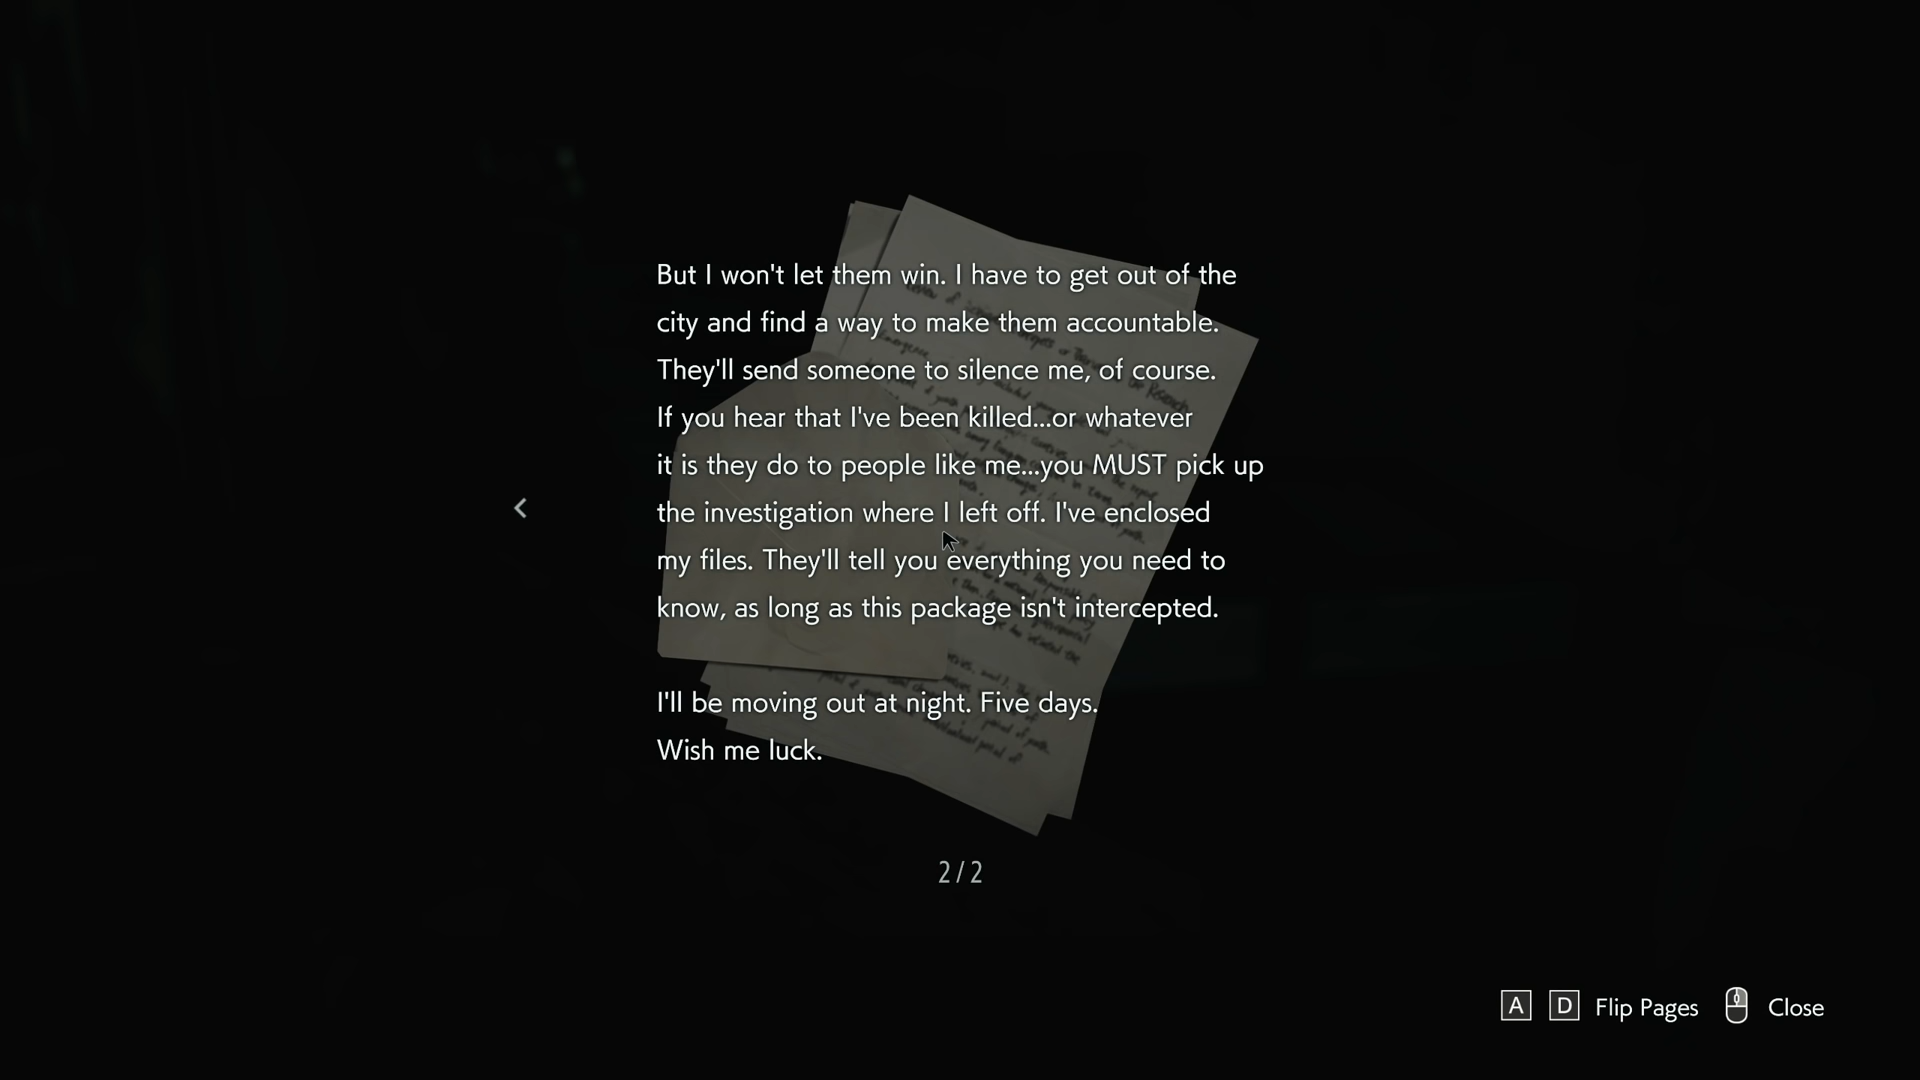 But I won't let them win. I have to get out of the
city and find a way to make them accountable.
They'll send someone to silence me, of course.
If you hear that I've been killed...or whatever
it is they do to people like me...you MUST pick up
the investigation where I left off. I've enclosed
my files. They'll tell you everything you need to
know, as long as this package isn't intercepted.
I'll be moving out at night. Five days.
Wish me luck.
2 / 2
A D Flip Pages Close